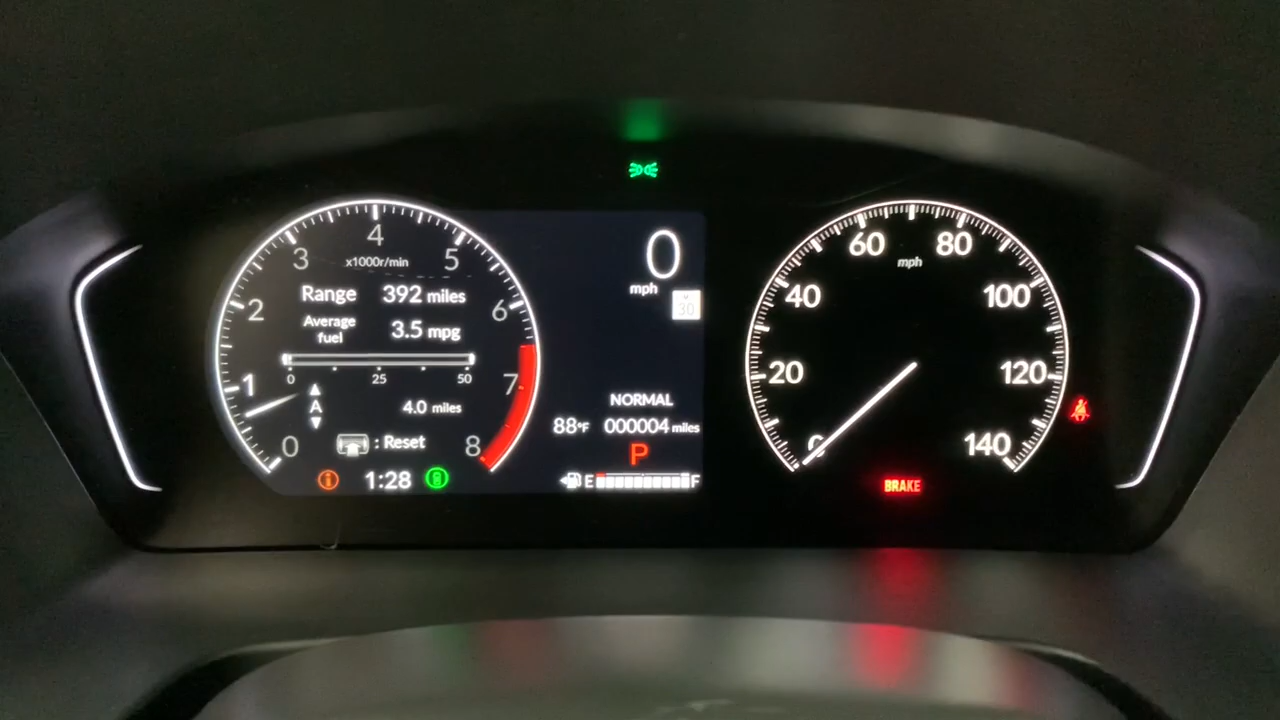 4
3
5
x1000r/min
2
6
Range 392 miles
Average fuel 3.5 mpg
0 25 50
1
7
A 4.0 miles
0
8
: Reset
1:28
0
mph
30
NORMAL
88°F 000004 miles
P
E F
60 80
mph
40 100
20 120
0 140
BRAKE